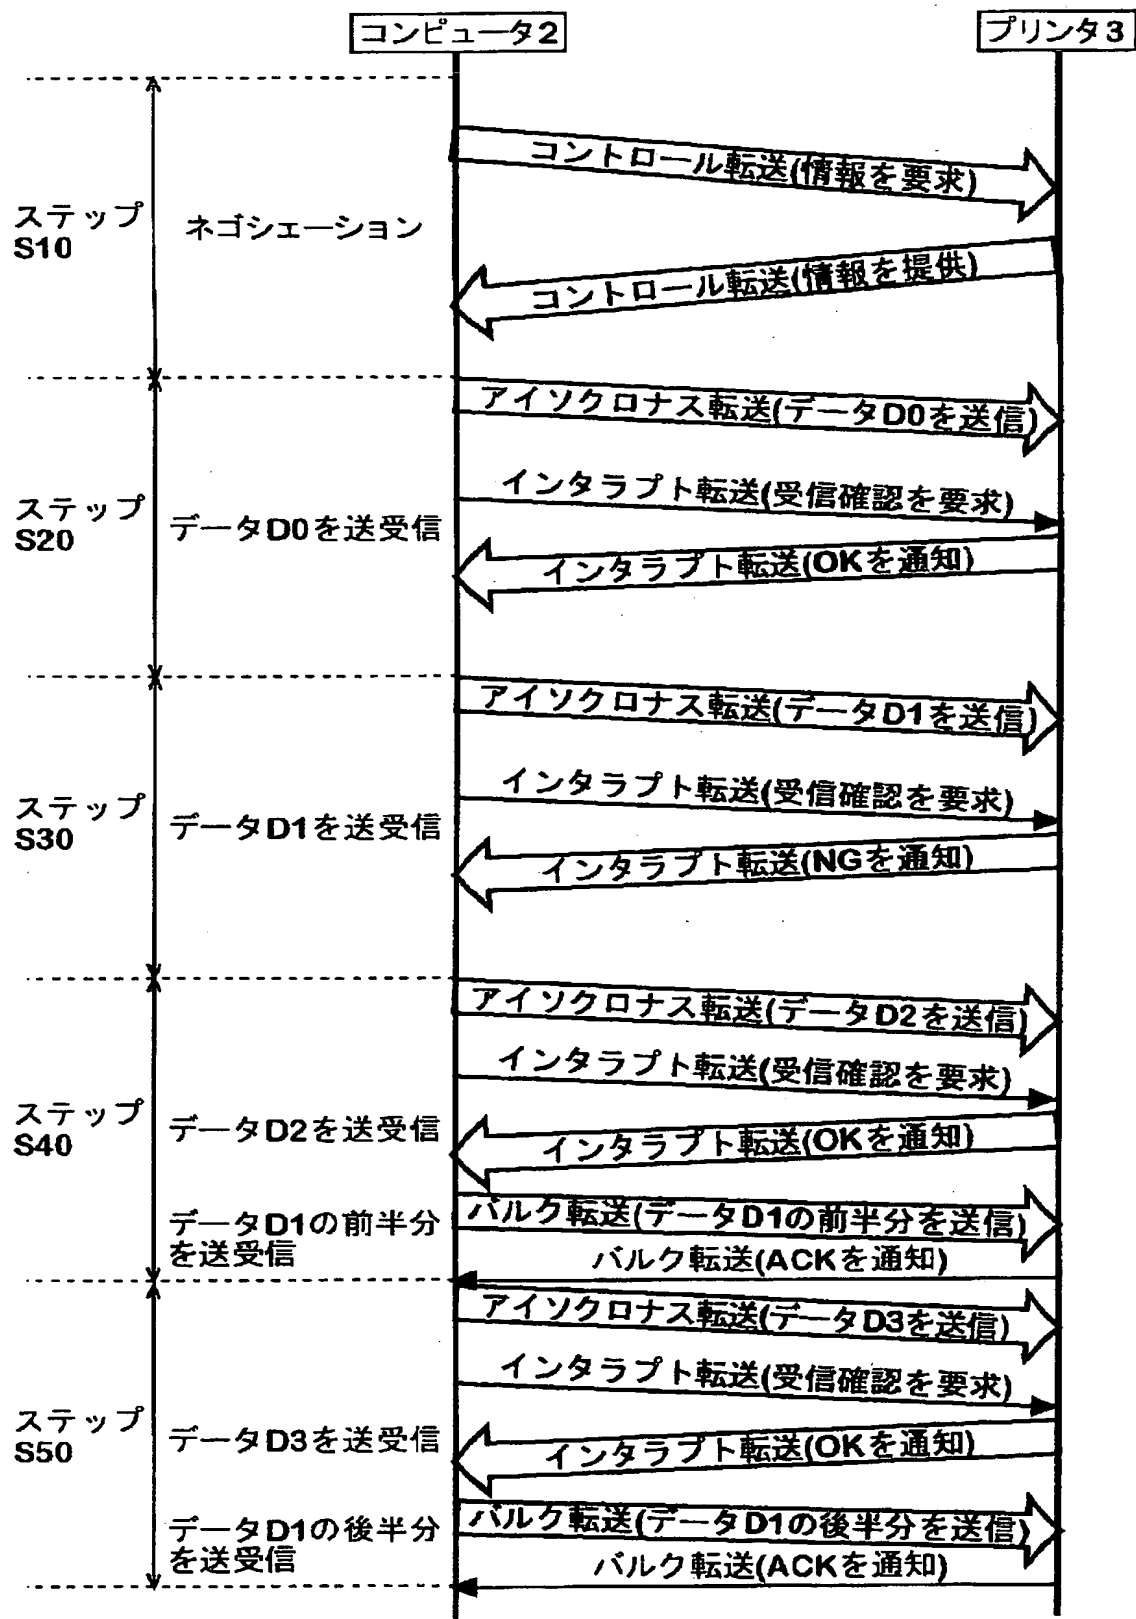 コンピュータ2
プリンタ3
コントロール転送(情報を要求)
ステップ
S10
ネゴシェーション
コントロール転送(情報を提供)
アイソクロナス転送(データD0を送信)
インタラプト転送(受信確認を要求)
ステップ
S20
データD0を送受信
インタラプト転送(OKを通知)
アイソクロナス転送(データD1を送信)
インタラプト転送(受信確認を要求)
ステップ
S30
データD1を送受信
インタラプト転送(NGを通知)
アイソクロナス転送(データD2を送信)
インタラプト転送(受信確認を要求)
ステップ
S40
データD2を送受信
インタラプト転送(OKを通知)
バルク転送(データD1の前半分を送信)
データD1の前半分
を送受信
バルク転送(ACKを通知)
アイソクロナス転送(データD3を送信)
インタラプト転送(受信確認を要求)
ステップ
S50
データD3を送受信
インタラプト転送(OKを通知)
バルク転送(データD1の後半分を送信)
データD1の後半分
を送受信
バルク転送(ACKを通知)